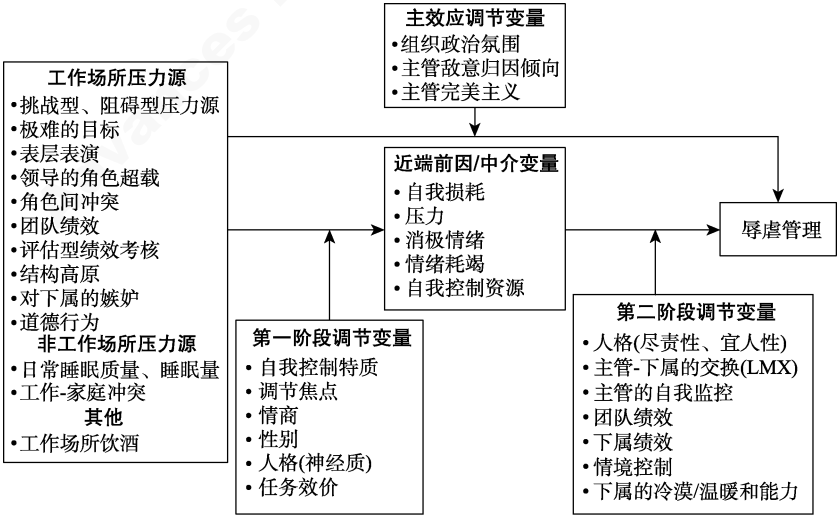 主效应调节变量
•组织政治氛围
•主管敌意归因倾向
•主管完美主义
工作场所压力源
•挑战型、阻碍型压力源
•极难的目标
•表层表演
•领导的角色超载
•角色间冲突
•团队绩效
•评估型绩效考核
•结构高原
•对下属的嫉妒
•道德行为
非工作场所压力源
•日常睡眠质量、睡眠量
•工作-家庭冲突
其他
•工作场所饮酒
近端前因/中介变量
•自我损耗
•压力
•消极情绪
•情绪耗竭
•自我控制资源
辱虐管理
第一阶段调节变量
•自我控制特质
•调节焦点
•情商
•性别
•人格(神经质)
•任务效价
第二阶段调节变量
•人格(尽责性、宜人性)
•主管-下属的交换(LMX)
•主管的自我监控
•团队绩效
•下属绩效
•情境控制
•下属的冷漠/温暖和能力